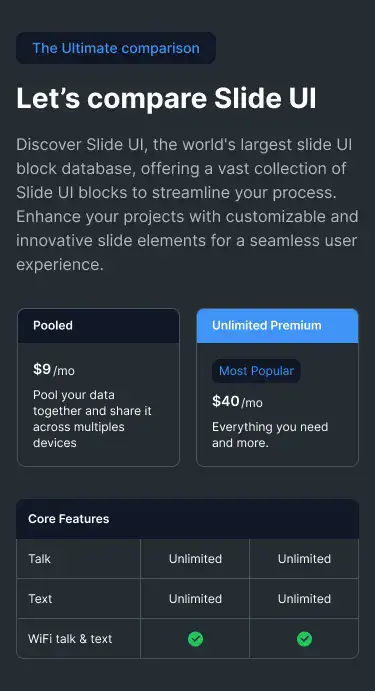 The Ultimate comparison
Let's compare Slide UI
Discover Slide UI, the world's largest slide UI
block database, offering a vast collection of
Slide UI blocks to streamline your process.
Enhance your projects with customizable and
innovative slide elements for a seamless user
experience.
Pooled
$9/mo
Pool your data
together and share it
across multiples
devices
Unlimited Premium
Most Popular
$40/mo
Everything you need
and more.
Core Features
Talk Unlimited Unlimited
Text Unlimited Unlimited
WiFi talk & text